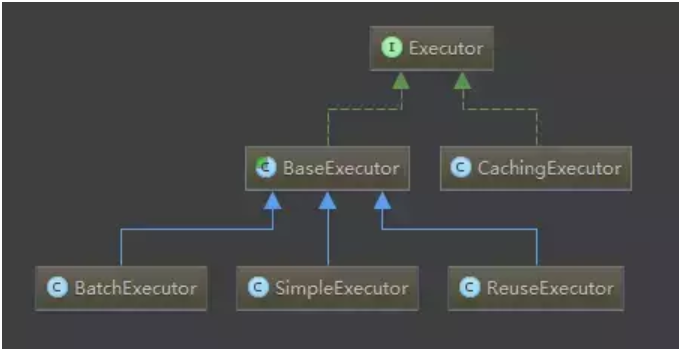 I Executor
C BaseExecutor
C CachingExecutor
C BatchExecutor
C SimpleExecutor
C ReuseExecutor